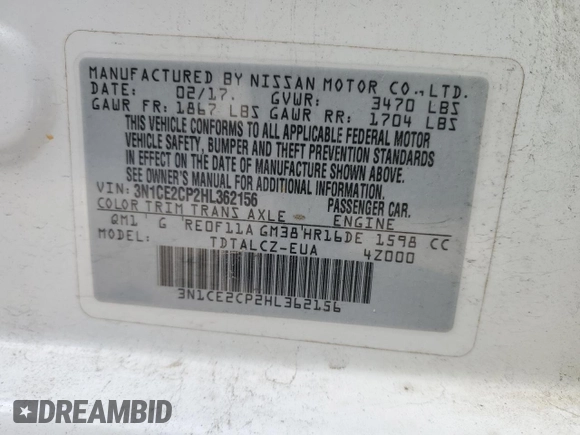 MANUFACTURED BY NISSAN MOTOR CO.,LTD.
DATE: 02/17. GVWR: 3470 LBS
GAWR FR: 1867 LBS GAWR RR: 1704 LBS
THIS VEHICLE CONFORMS TO ALL APPLICABLE FEDERAL MOTOR
VEHICLE SAFETY, BUMPER AND THEFT PREVENTION STANDARDS
IN EFFECT ON THE DATE OF MANUFACTURE SHOWN ABOVE.
SEE OWNER'S MANUAL AND LABEL BELOW.
VIN: 3N1CE2CP2HL362156 PASSENGER CAR.
COLOR TRIM TRANS AXLE ENGINE
QM1 G RE0F11A GM38 HR16DE 1598 CC
MODEL: TDTALCZ-EUA 4Z000
3N1CE2CP2HL362156
DREAMBID